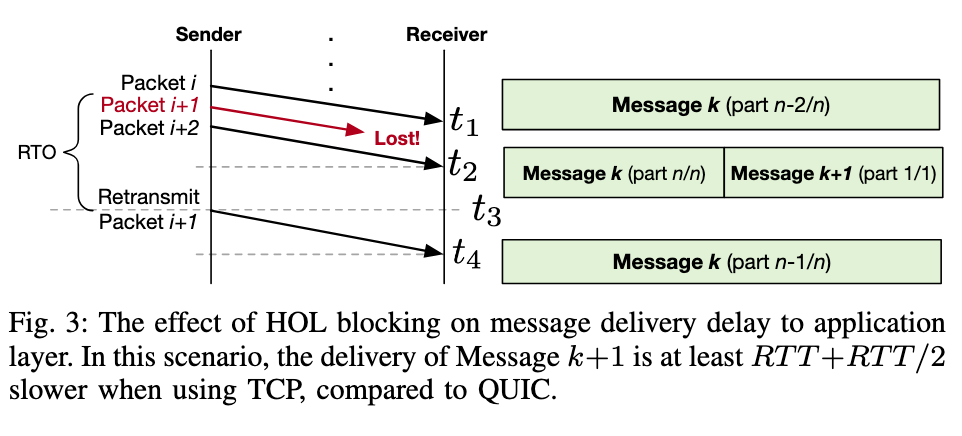 Sender
Receiver
Packet i
Packet i+1
Packet i+2
Lost!
RTO
Retransmit
Packet i+1
t1
t2
t3
t4
Message k (part n-2/n)
Message k (part n/n)
Message k+1 (part 1/1)
Message k (part n-1/n)
Fig. 3: The effect of HOL blocking on message delivery delay to application
layer. In this scenario, the delivery of Message k+1 is at least RTT+RTT/2
slower when using TCP, compared to QUIC.